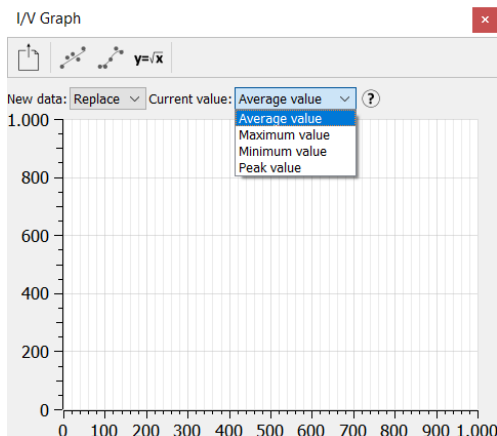 I/V Graph
y=√x
New data: Replace Current value: Average value ?
Average value
Maximum value
Minimum value
Peak value
1.000
800
600
400
200
0
0 100 200 300 400 500 600 700 800 900 1.000